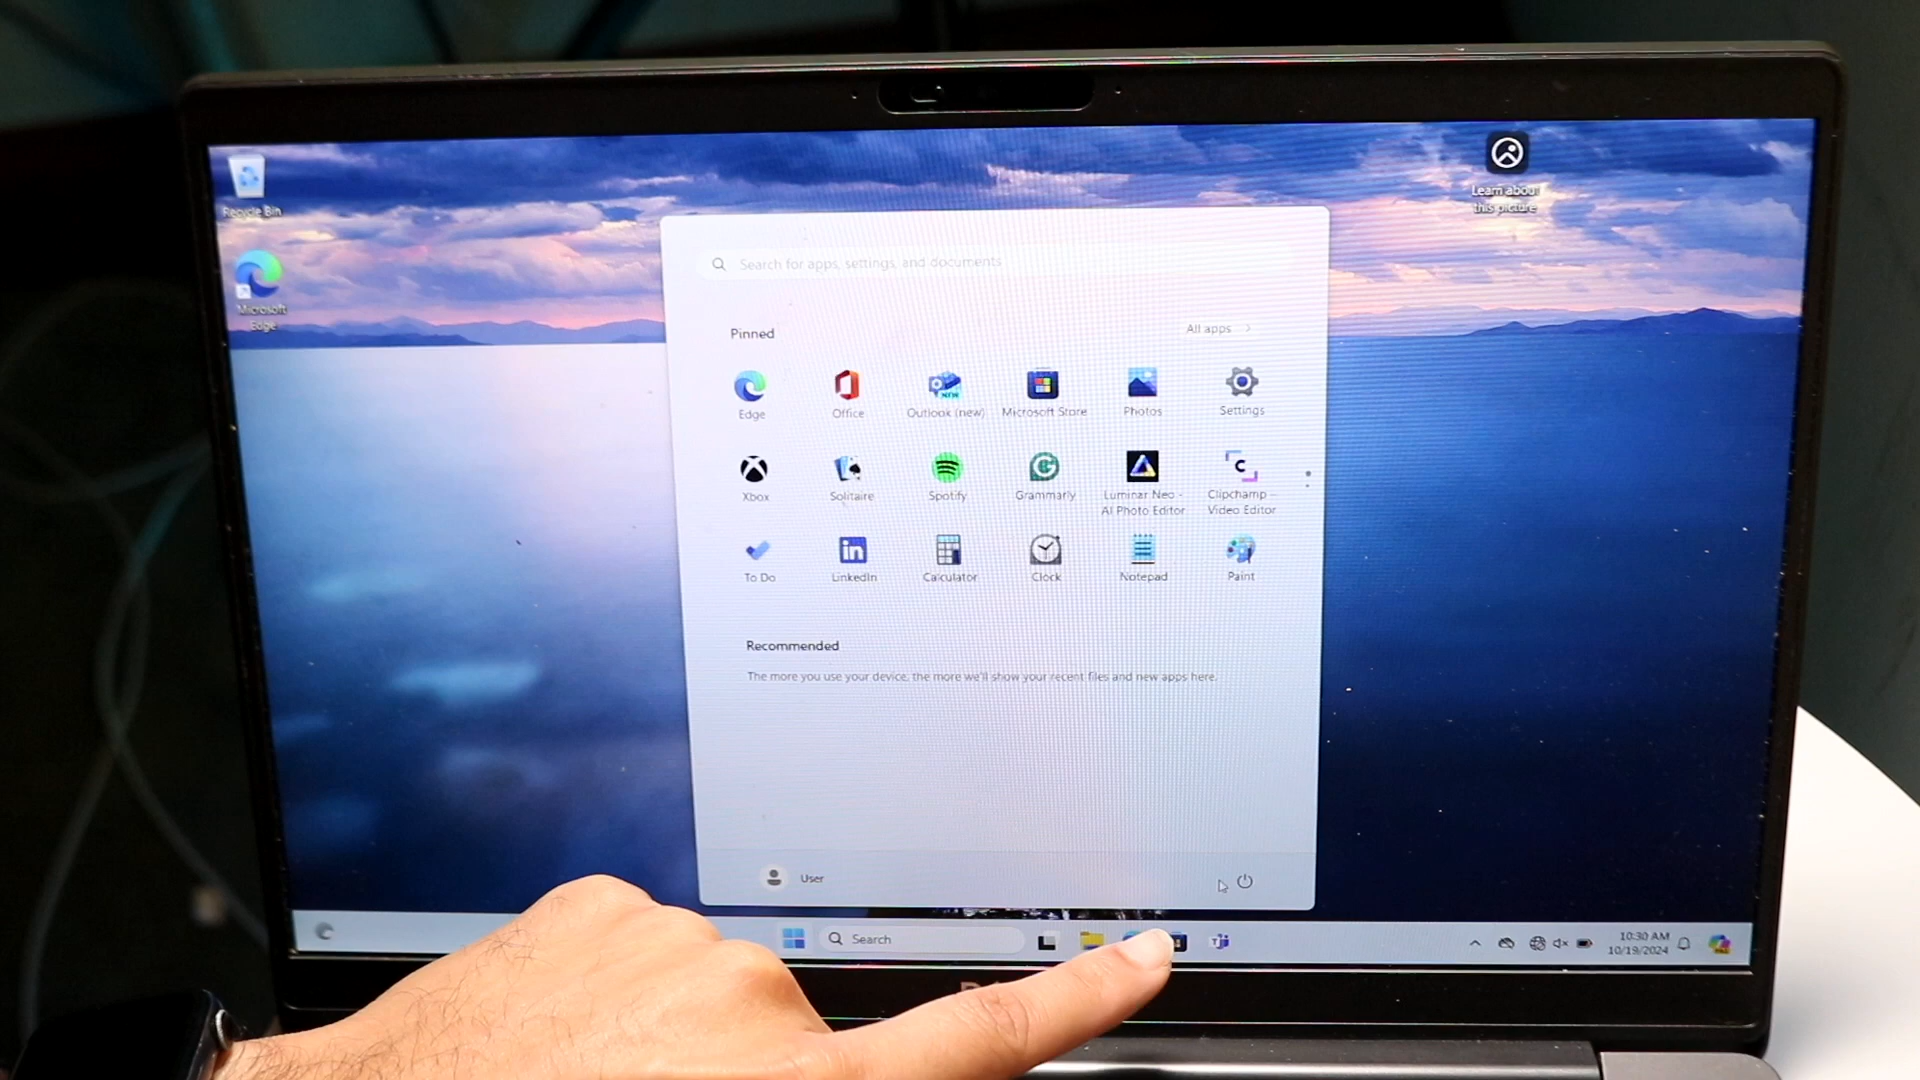 Recycle Bin
Microsoft
Edge
Learn about
this picture
Search for apps, settings, and documents
Pinned
All apps
Edge
Office
Outlook (new)
Microsoft Store
Photos
Settings
Xbox
Solitaire
Spotify
Grammarly
Luminar Neo -
AI Photo Editor
Clipchamp –
Video Editor
To Do
LinkedIn
Calculator
Clock
Notepad
Paint
Recommended
The more you use your device, the more we'll show your recent files and new apps here.
User
Search
10:30 AM
10/19/2024